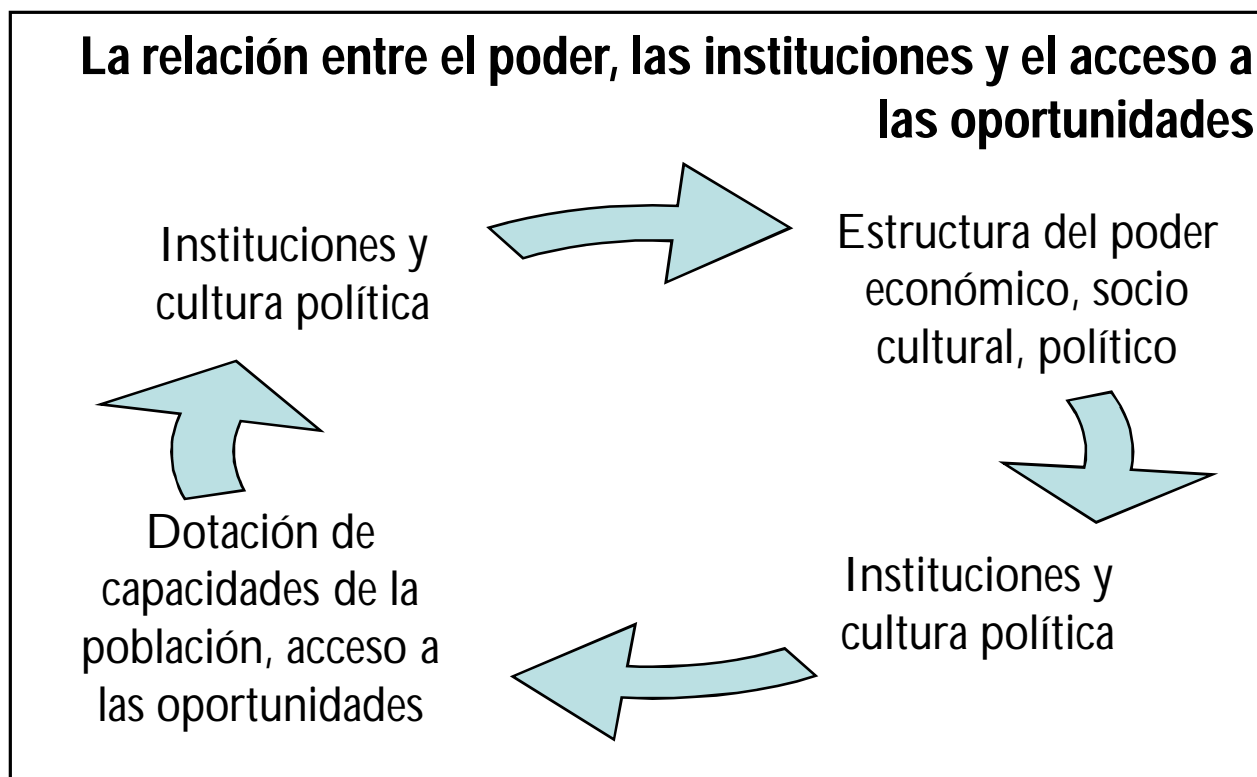 La relación entre el poder, las instituciones y el acceso a
las oportunidades
Instituciones y
cultura política
Estructura del poder
económico, socio
cultural, político
Instituciones y
cultura política
Dotación de
capacidades de la
población, acceso a
las oportunidades